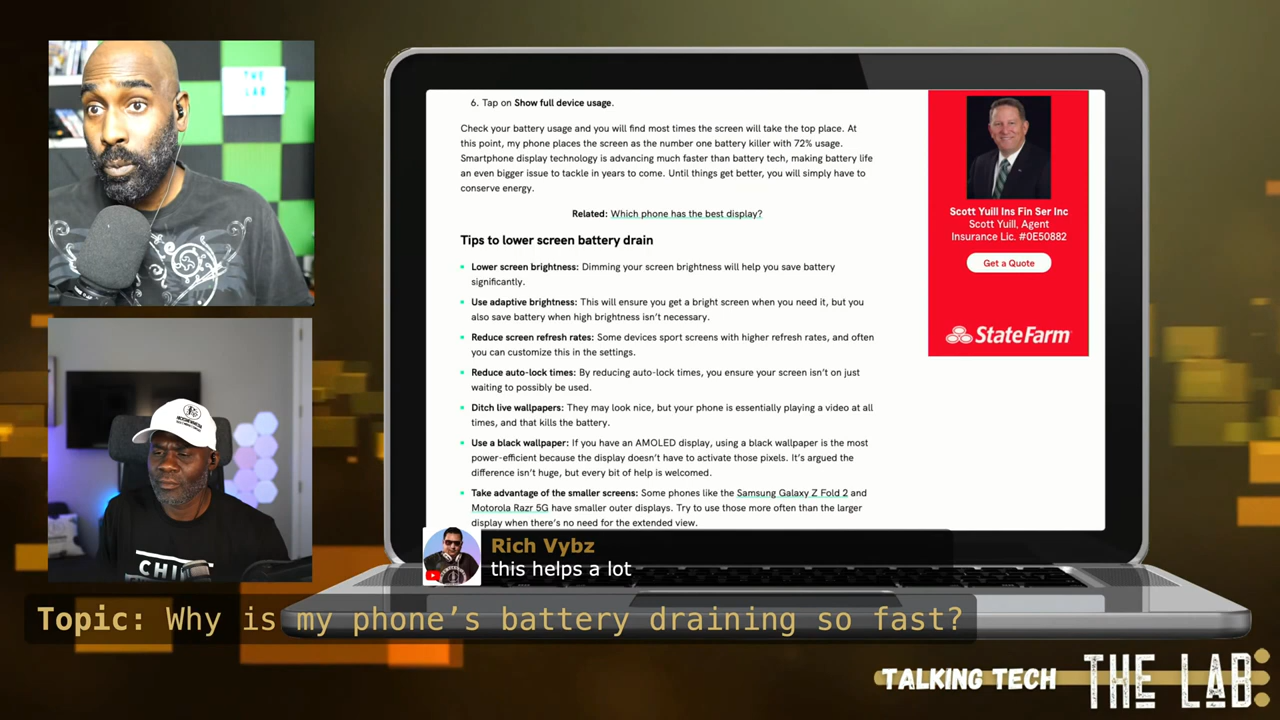 THE
LAB
6. Tap on Show full device usage.
Check your battery usage and you will find most times the screen will take the top place. At
this point, my phone places the screen as the number one battery killer with 72% usage.
Smartphone display technology is advancing much faster than battery tech, making battery life
an even bigger issue to tackle in years to come. Until things get better, you will simply have to
conserve energy.
Related: Which phone has the best display?
Tips to lower screen battery drain
Lower screen brightness: Dimming your screen brightness will help you save battery
significantly.
Use adaptive brightness: This will ensure you get a bright screen when you need it, but you
also save battery when high brightness isn't necessary.
Reduce screen refresh rates: Some devices sport screens with higher refresh rates, and often
you can customize this in the settings.
Reduce auto-lock times: By reducing auto-lock times, you ensure your screen isn't on just
waiting to possibly be used.
Ditch live wallpapers: They may look nice, but your phone is essentially playing a video at all
times, and that kills the battery.
Use a black wallpaper: If you have an AMOLED display, using a black wallpaper is the most
power-efficient because the display doesn't have to activate those pixels. It's argued the
difference isn't huge, but every bit of help is welcomed.
Take advantage of the smaller screens: Some phones like the Samsung Galaxy Z Fold 2 and
Motorola Razr 5G have smaller outer displays. Try to use those more often than the larger
display when there's no need for the extended view.
Scott Yuill Ins Fin Ser Inc
Scott Yuill, Agent
Insurance Lic. #0E50882
Get a Quote
StateFarm
Rich Vybz
this helps a lot
Topic: Why is my phone's battery draining so fast?
TALKING TECH
THE LAB